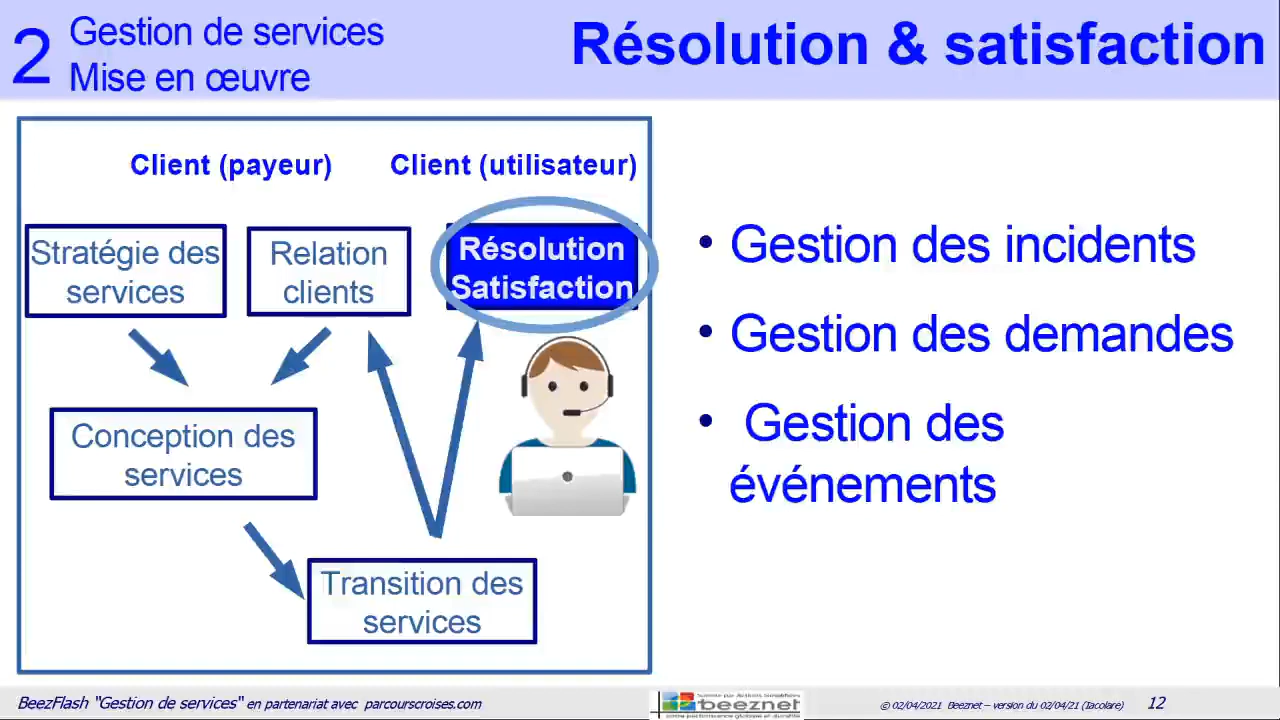 2
Gestion de services
Mise en œuvre
Résolution & satisfaction
Client (payeur)
Client (utilisateur)
Stratégie des
services
Relation
clients
Résolution
Satisfaction
Conception des
services
Transition des
services
• Gestion des incidents
• Gestion des demandes
• Gestion des
événements
BeezFlash "Gestion de services" en partenariat avec parcourscroises.com
beeznet
© 02/04/2021 Beeznet – version du 02/04/21 (tapolare)
12